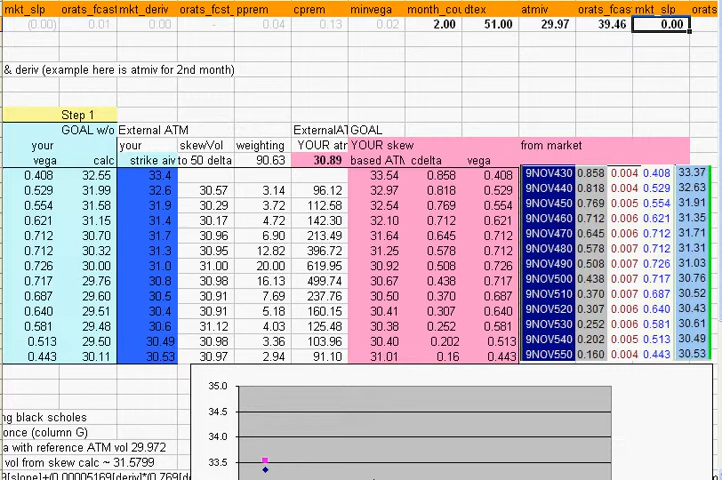 mkt_slp orats_fcast mkt_deriv orats_fcst_ pprem cprem minvega month_cou dtex atmiv orats_fcas mkt_slp orats
(0.00) 0.01 0.00 0.00 0.04 0.13 0.02 2.00 51.00 29.97 39.46 0.00
& deriv (example here is atmiv for 2nd month)
Step 1
GOAL w/o External ATM ExternalAT GOAL
your your skewVol weighting YOUR atm YOUR skew from market
vega calc strike aiv to 50 delta 90.63 30.89 based ATM cdelta vega
0.408 32.55 33.4 33.54 0.858 0.408 9NOV430 0.858 0.004 0.408 33.37
0.529 31.99 32.6 30.57 3.14 96.12 32.97 0.818 0.529 9NOV440 0.818 0.004 0.529 32.63
0.554 31.58 31.9 30.29 3.72 112.58 32.54 0.769 0.554 9NOV450 0.769 0.005 0.554 31.91
0.621 31.15 31.4 30.17 4.72 142.30 32.10 0.712 0.621 9NOV460 0.712 0.006 0.621 31.35
0.712 30.70 31.7 30.96 6.90 213.49 31.64 0.645 0.712 9NOV470 0.645 0.006 0.712 31.71
0.712 30.32 31.3 30.95 12.82 396.72 31.25 0.578 0.712 9NOV480 0.578 0.007 0.712 31.31
0.726 30.00 31.0 31.00 20.00 619.95 30.92 0.508 0.726 9NOV490 0.508 0.007 0.726 31.03
0.717 29.76 30.8 30.98 16.13 499.74 30.67 0.438 0.717 9NOV500 0.438 0.007 0.717 30.76
0.687 29.60 30.5 30.91 7.69 237.76 30.50 0.370 0.687 9NOV510 0.370 0.007 0.687 30.52
0.640 29.51 30.4 30.91 5.18 160.15 30.41 0.307 0.640 9NOV520 0.307 0.006 0.640 30.43
0.581 29.48 30.6 31.12 4.03 125.48 30.38 0.252 0.581 9NOV530 0.252 0.006 0.581 30.61
0.513 29.50 30.49 30.98 3.36 103.96 30.40 0.202 0.513 9NOV540 0.202 0.005 0.513 30.49
0.443 30.11 30.53 30.97 2.94 91.10 31.01 0.16 0.443 9NOV550 0.160 0.004 0.443 30.53
35.0
34.5
ng black scholes
once (column G)
34.0
a with reference ATM vol 29.972
vol from skew calc ~ 31.5799
33.5
[slope]+(0.00005169[deriv]*(0.769[de